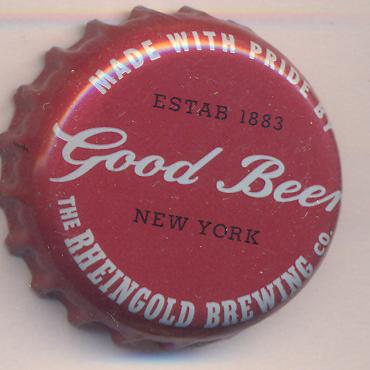 MADE WITH PRIDE BY
ESTAB 1883
Good Beer
NEW YORK
THE RHEINGOLD BREWING CO.